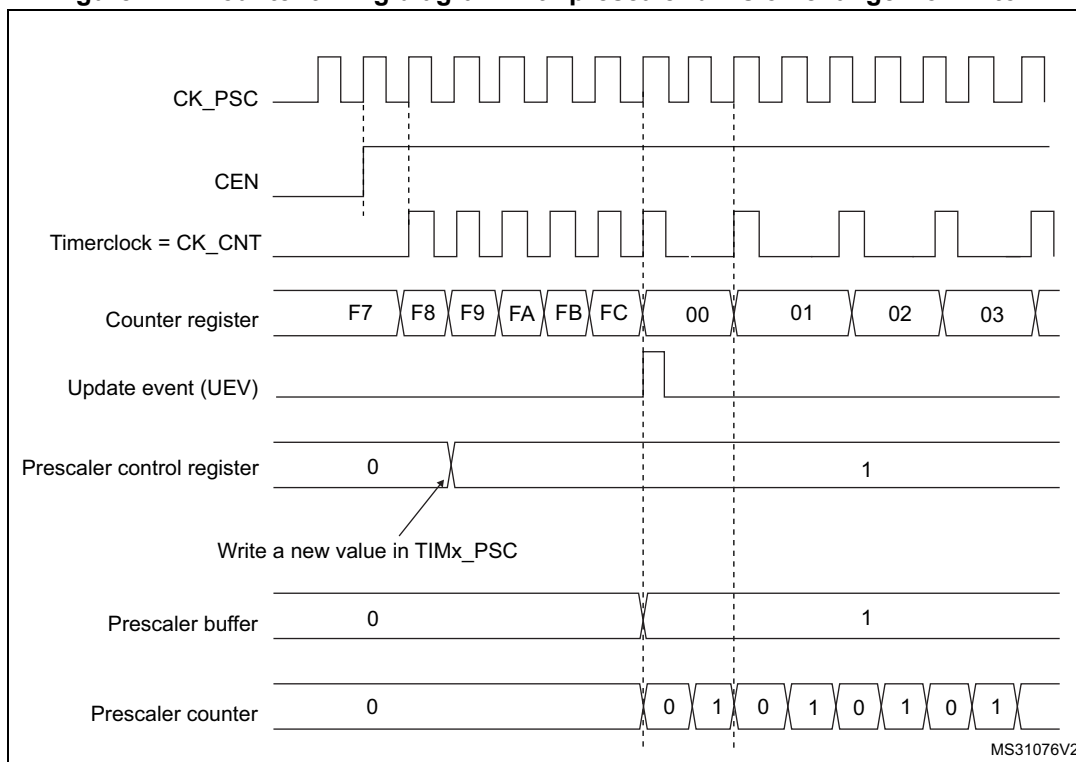 CK_PSC
CEN
Timerclock = CK_CNT
Counter register F7 F8 F9 FA FB FC 00 01 02 03
Update event (UEV)
Prescaler control register 0 1
Write a new value in TIMx_PSC
Prescaler buffer 0 1
Prescaler counter 0 0 1 0 1 0 1 0 1
MS31076V2